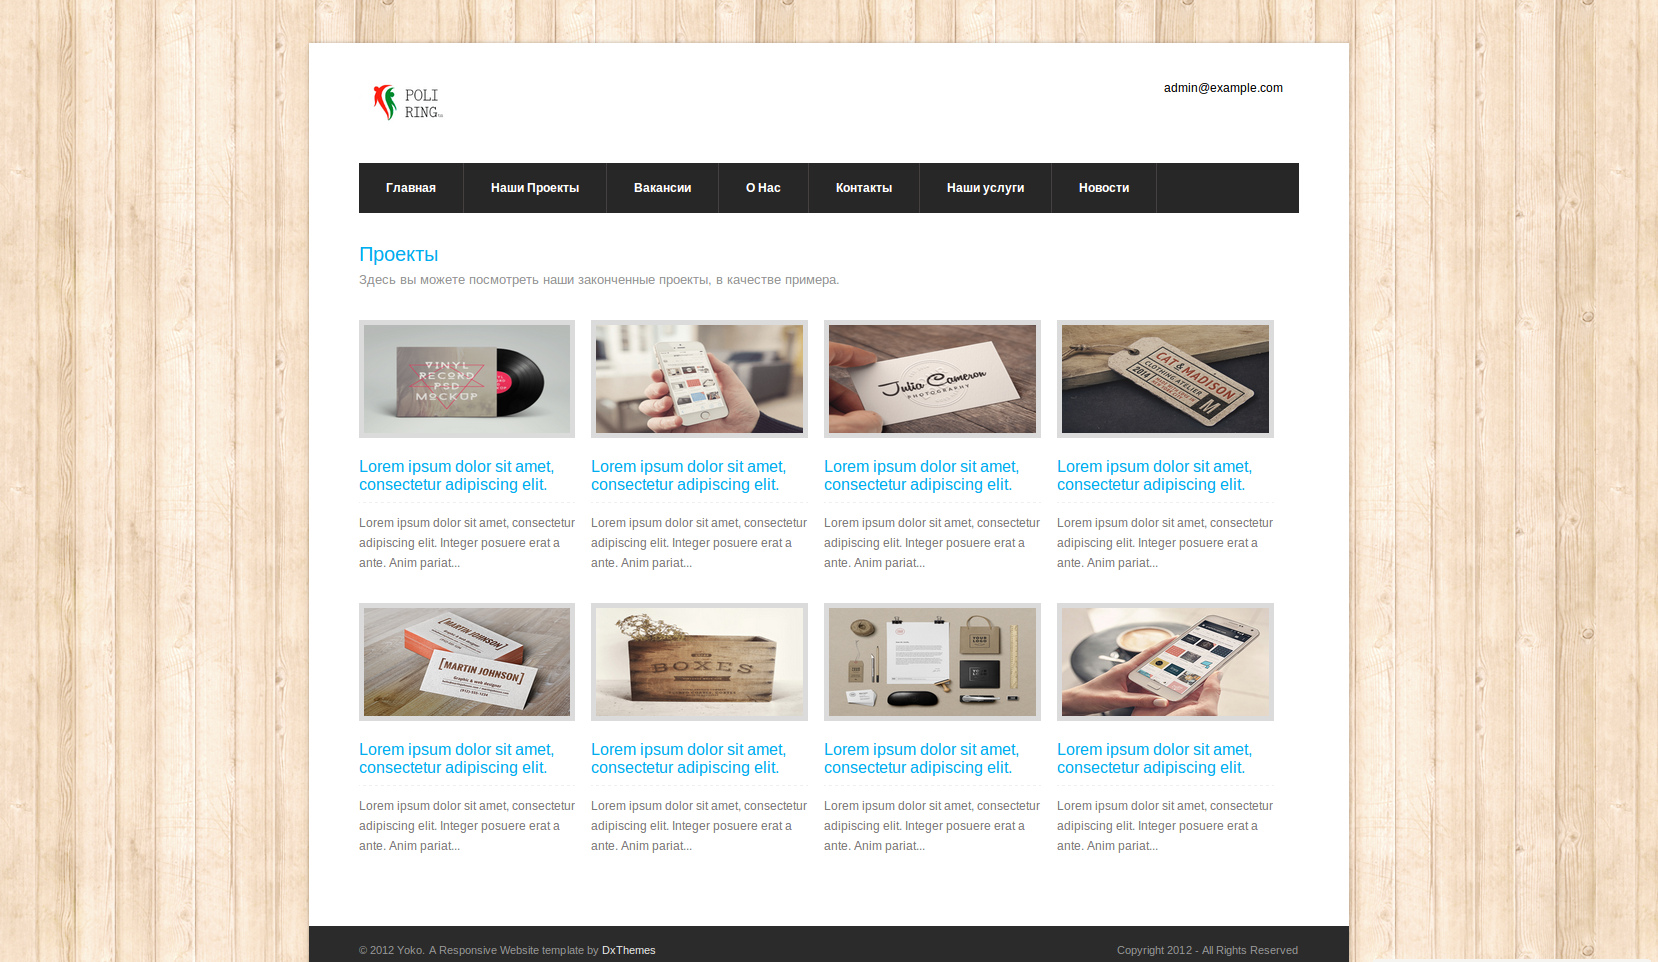 POLI
RING
admin@example.com
Главная Наши Проекты Вакансии О Нас Контакты Наши услуги Новости
Проекты
Здесь вы можете посмотреть наши законченные проекты, в качестве примера.
VINYL
RECORD
PSD
MOCKUP
Julia Cameron
PHOTOGRAPHY
CAT & MADISON
CLOTHING ATELIER
2014
M
Lorem ipsum dolor sit amet, Lorem ipsum dolor sit amet, Lorem ipsum dolor sit amet, Lorem ipsum dolor sit amet,
consectetur adipiscing elit. consectetur adipiscing elit. consectetur adipiscing elit. consectetur adipiscing elit.
Lorem ipsum dolor sit amet, consectetur Lorem ipsum dolor sit amet, consectetur Lorem ipsum dolor sit amet, consectetur Lorem ipsum dolor sit amet, consectetur
adipiscing elit. Integer posuere erat a adipiscing elit. Integer posuere erat a adipiscing elit. Integer posuere erat a adipiscing elit. Integer posuere erat a
ante. Anim pariat... ante. Anim pariat... ante. Anim pariat... ante. Anim pariat...
[MARTIN JOHNSON]
Graphic & web designer
[MARTIN JOHNSON]
Graphic & web designer
BOXES
YOUR
LOGO
Lorem ipsum dolor sit amet, Lorem ipsum dolor sit amet, Lorem ipsum dolor sit amet, Lorem ipsum dolor sit amet,
consectetur adipiscing elit. consectetur adipiscing elit. consectetur adipiscing elit. consectetur adipiscing elit.
Lorem ipsum dolor sit amet, consectetur Lorem ipsum dolor sit amet, consectetur Lorem ipsum dolor sit amet, consectetur Lorem ipsum dolor sit amet, consectetur
adipiscing elit. Integer posuere erat a adipiscing elit. Integer posuere erat a adipiscing elit. Integer posuere erat a adipiscing elit. Integer posuere erat a
ante. Anim pariat... ante. Anim pariat... ante. Anim pariat... ante. Anim pariat...
© 2012 Yoko. A Responsive Website template by DxThemes Copyright 2012 - All Rights Reserved